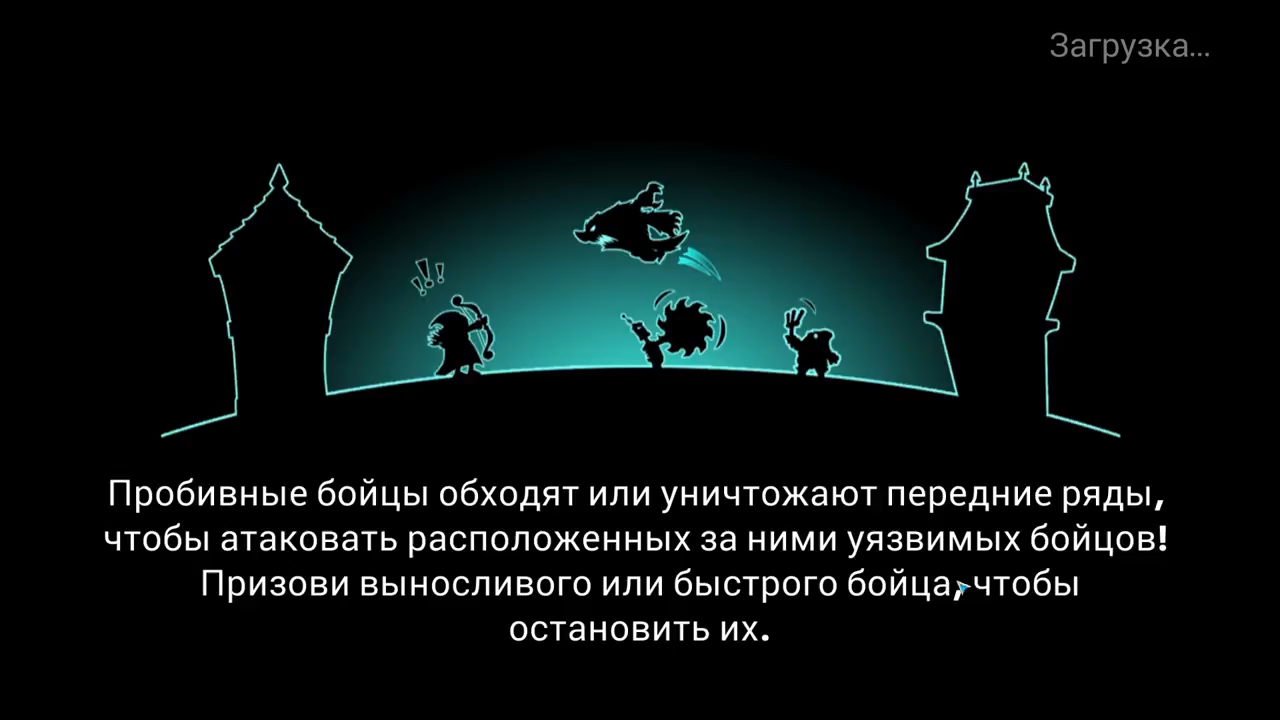 Загрузка...
!!!
Пробивные бойцы обходят или уничтожают передние ряды,
чтобы атаковать расположенных за ними уязвимых бойцов!
Призови выносливого или быстрого бойца, чтобы
остановить их.